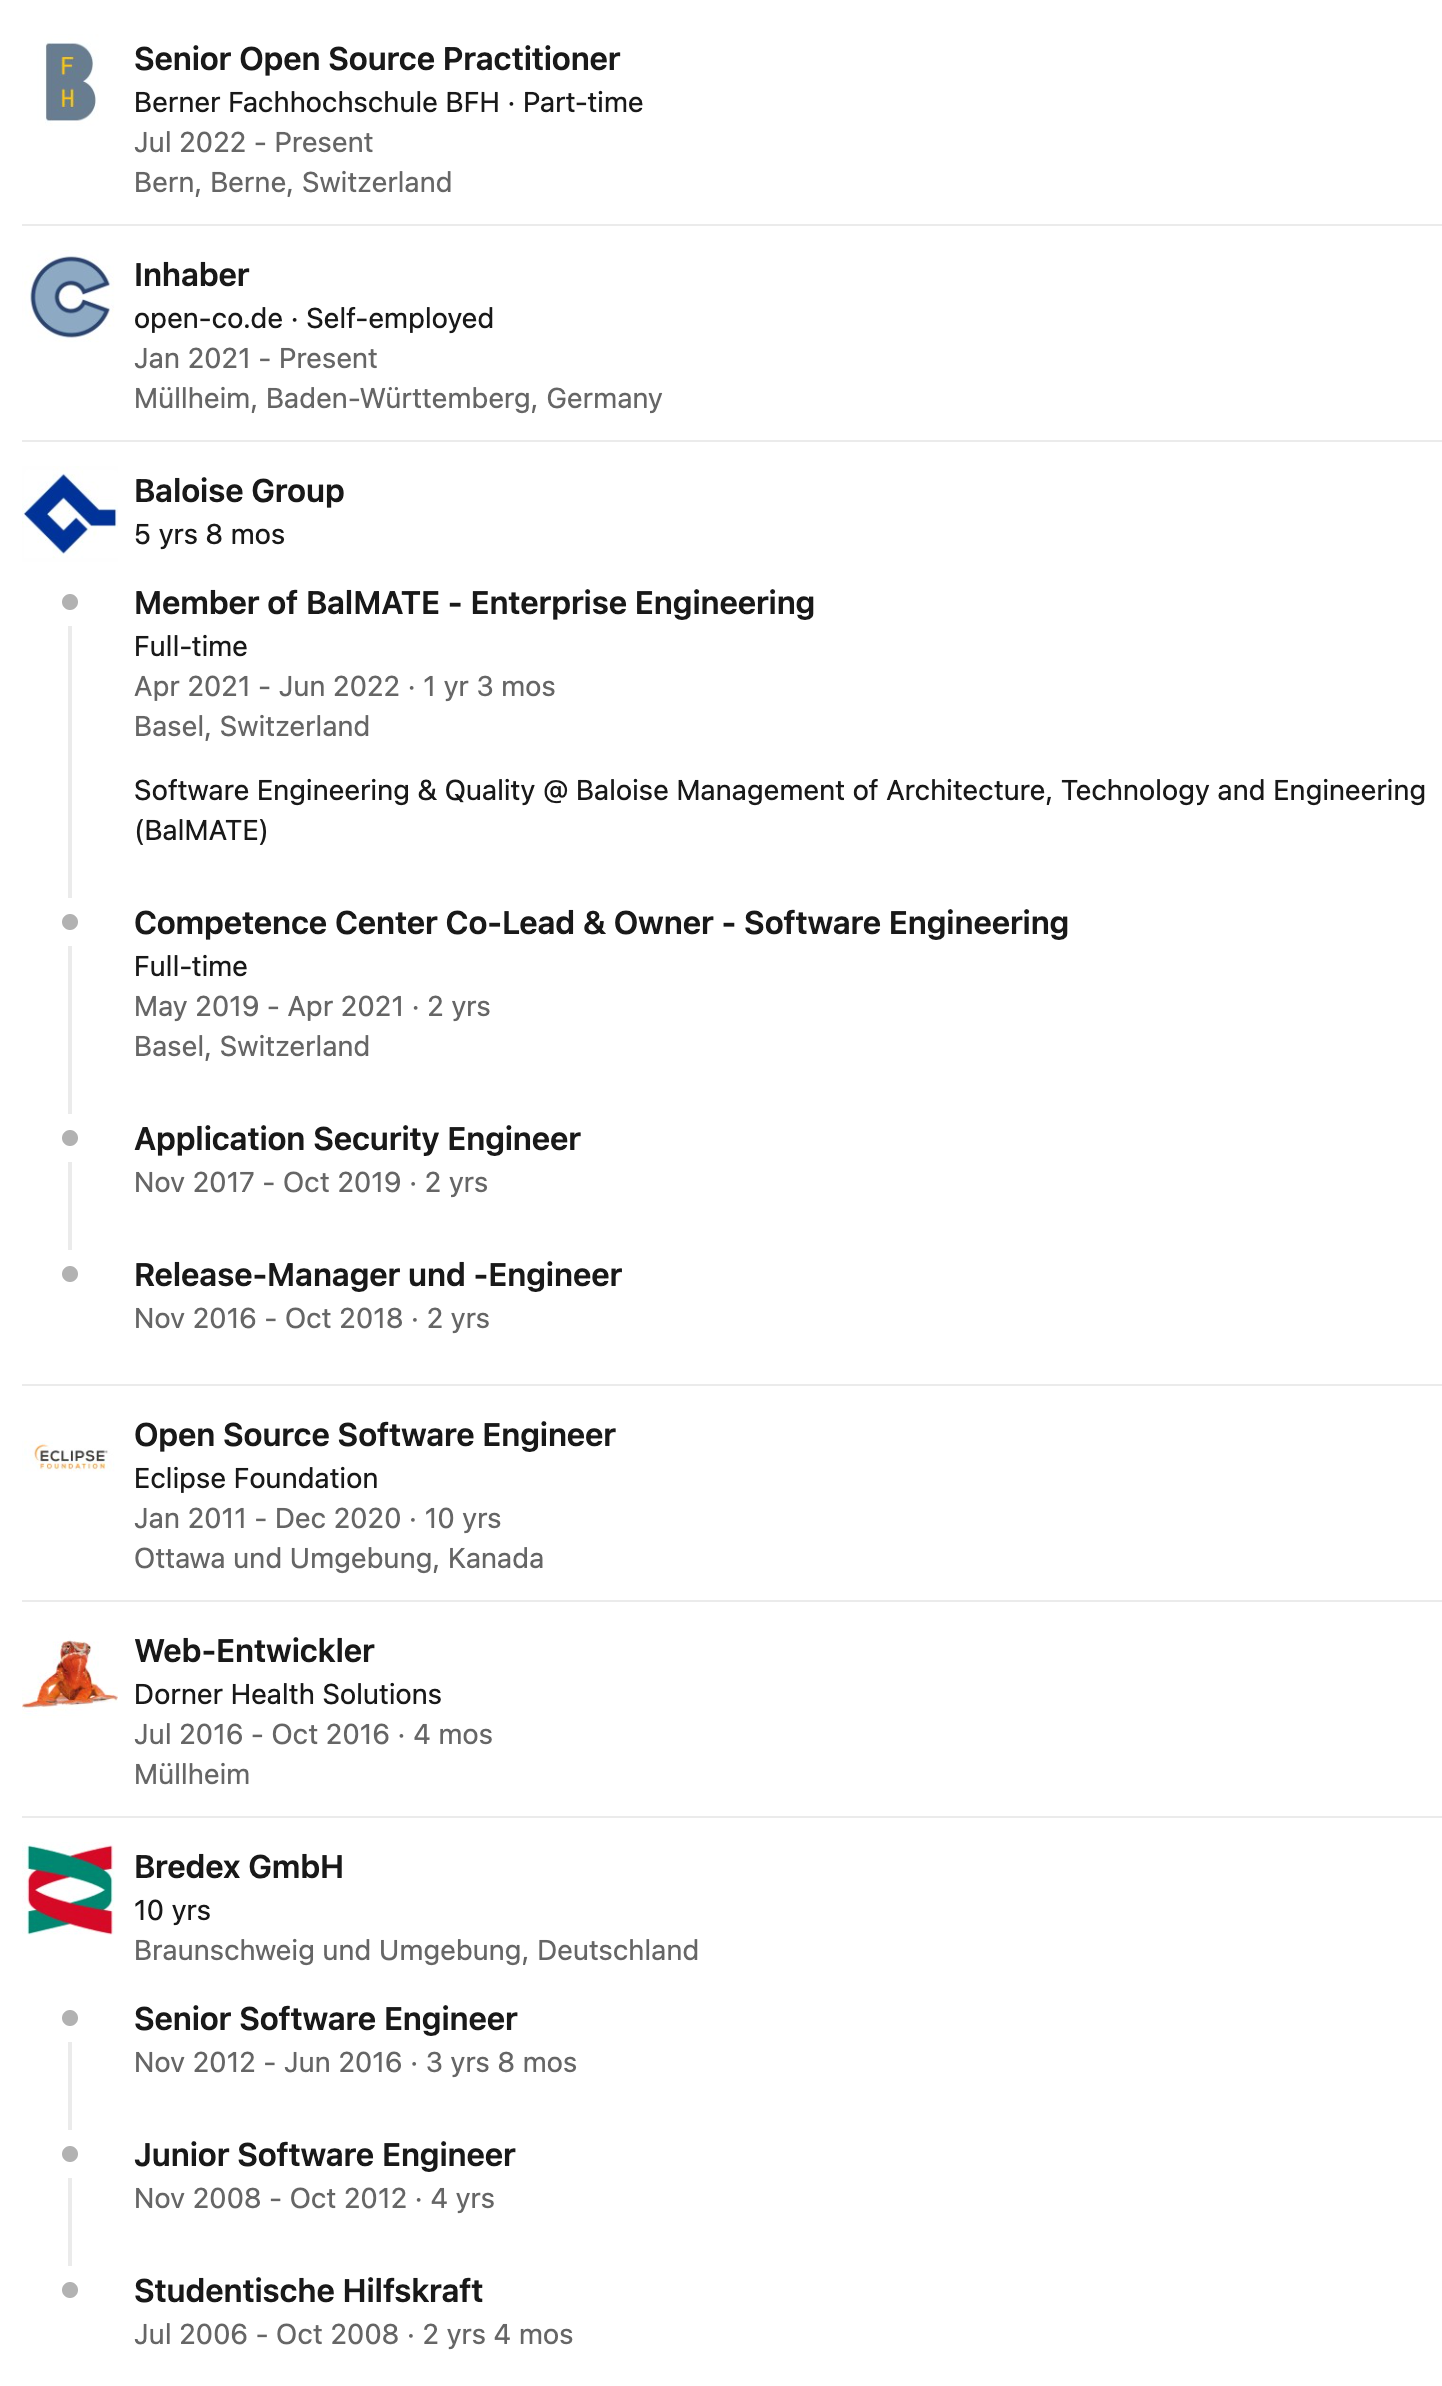 F
H
Senior Open Source Practitioner
Berner Fachhochschule BFH · Part-time
Jul 2022 - Present
Bern, Berne, Switzerland
Inhaber
open-co.de · Self-employed
Jan 2021 - Present
Müllheim, Baden-Württemberg, Germany
Baloise Group
5 yrs 8 mos
Member of BalMATE - Enterprise Engineering
Full-time
Apr 2021 - Jun 2022 · 1 yr 3 mos
Basel, Switzerland
Software Engineering & Quality @ Baloise Management of Architecture, Technology and Engineering
(BalMATE)
Competence Center Co-Lead & Owner - Software Engineering
Full-time
May 2019 - Apr 2021 · 2 yrs
Basel, Switzerland
Application Security Engineer
Nov 2017 - Oct 2019 · 2 yrs
Release-Manager und -Engineer
Nov 2016 - Oct 2018 · 2 yrs
ECLIPSE
FOUNDATION
Open Source Software Engineer
Eclipse Foundation
Jan 2011 - Dec 2020 · 10 yrs
Ottawa und Umgebung, Kanada
Web-Entwickler
Dorner Health Solutions
Jul 2016 - Oct 2016 · 4 mos
Müllheim
Bredex GmbH
10 yrs
Braunschweig und Umgebung, Deutschland
Senior Software Engineer
Nov 2012 - Jun 2016 · 3 yrs 8 mos
Junior Software Engineer
Nov 2008 - Oct 2012 · 4 yrs
Studentische Hilfskraft
Jul 2006 - Oct 2008 · 2 yrs 4 mos